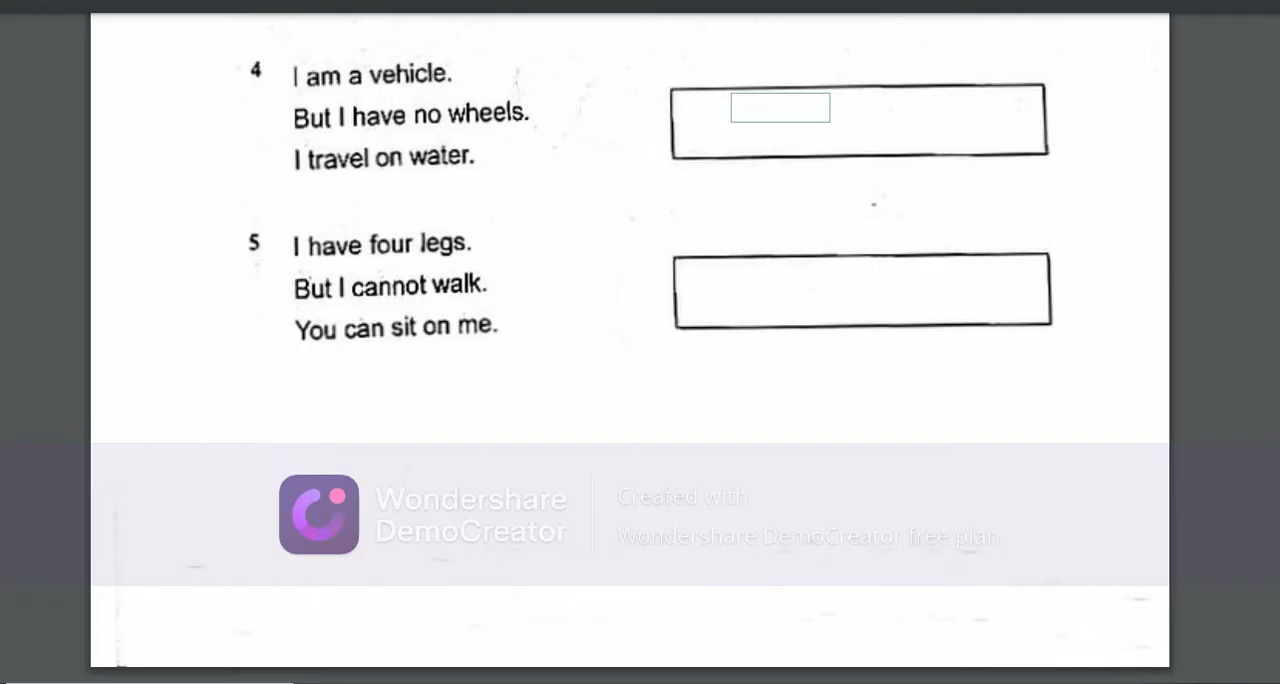 4 I am a vehicle.
But I have no wheels.
I travel on water.
5 I have four legs.
But I cannot walk.
You can sit on me.
Wondershare
DemoCreator
Created with
Wondershare DemoCreator free plan